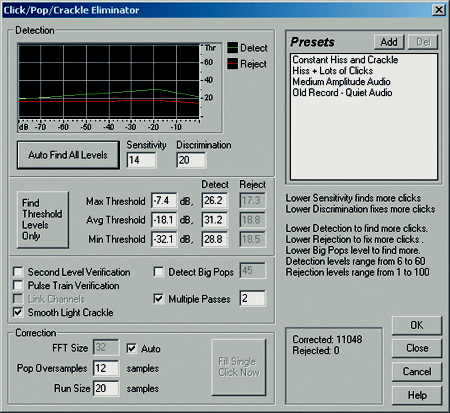 Click/Pop/Crackle Eliminator
Detection
Thr
60
40
20
dB -70 -60 -50 -40 -30 -20 -10
Detect
Reject
Auto Find All Levels
Sensitivity
14
Discrimination
20
Find Threshold Levels Only
Detect Reject
Max Threshold -7.4 dB, 26.2 17.3
Avg Threshold -18.1 dB, 31.2 18.8
Min Threshold -32.1 dB, 28.8 18.5
Second Level Verification
Pulse Train Verification
Link Channels
Smooth Light Crackle
Detect Big Pops 45
Multiple Passes 2
Correction
FFT Size 32 Auto
Pop Oversamples 12 samples
Run Size 20 samples
Fill Single Click Now
Presets
Add
Del
Constant Hiss and Crackle
Hiss + Lots of Clicks
Medium Amplitude Audio
Old Record - Quiet Audio
Lower Sensitivity finds more clicks
Lower Discrimination fixes more clicks
Lower Detection to find more clicks.
Lower Rejection to fix more clicks .
Lower Big Pops level to find more.
Detection levels range from 6 to 60
Rejection levels range from 1 to 100
Corrected: 11048
Rejected: 0
OK
Close
Cancel
Help